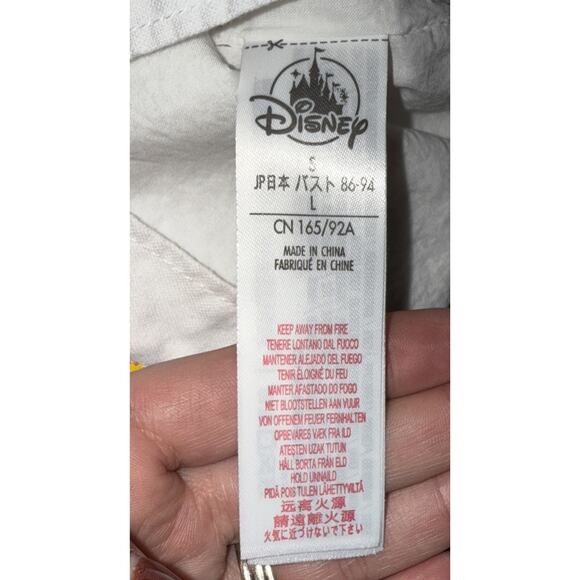 Disney
S
JP日本 バスト 86-94
L
CN 165/92A
MADE IN CHINA
FABRIQUÉ EN CHINE
KEEP AWAY FROM FIRE
TENERE LONTANO DAL FUOCO
MANTENER ALEJADO DEL FUEGO
TENIR ÉLOIGNÉ DU FEU
MANTER AFASTADO DO FOGO
NIET BLOOTSTELLEN AAN VUUR
VON OFFENEM FEUER FERNHALTEN
OPBEVARES VÆK FRA ILD
ATEŞTEN UZAK TUTUN
HÅLL BORTA FRÅN ELD
HOLD UNNAILD
PIDÄ POIS TULEN LÄHETTYVILTÄ
远离火源
請遠離火源
火気に近づけないで下さい